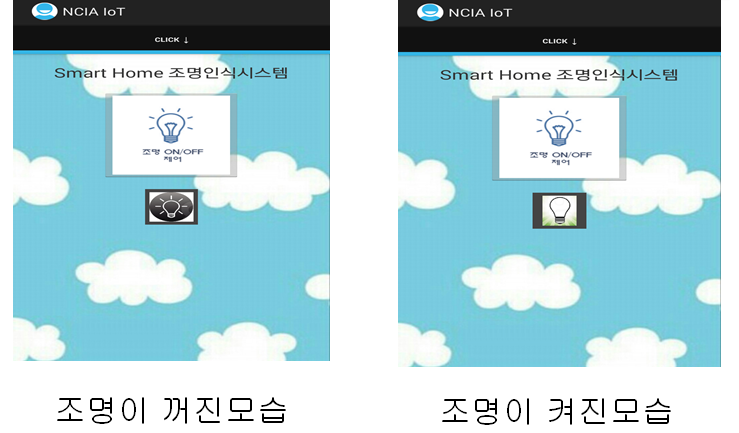 NCIA IoT
CLICK ↓
Smart Home 조명인식시스템
조명 ON/OFF
제어
조명이 꺼진모습
NCIA IoT
CLICK ↓
Smart Home 조명인식시스템
조명 ON/OFF
제어
조명이 켜진모습